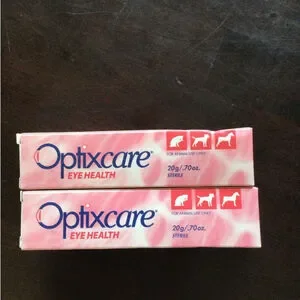 Optixcare®
EYE HEALTH
FOR ANIMAL USE ONLY
20g/.70oz.
STERILE
Optixcare®
EYE HEALTH
FOR ANIMAL USE ONLY
20g/.70oz.
STERILE